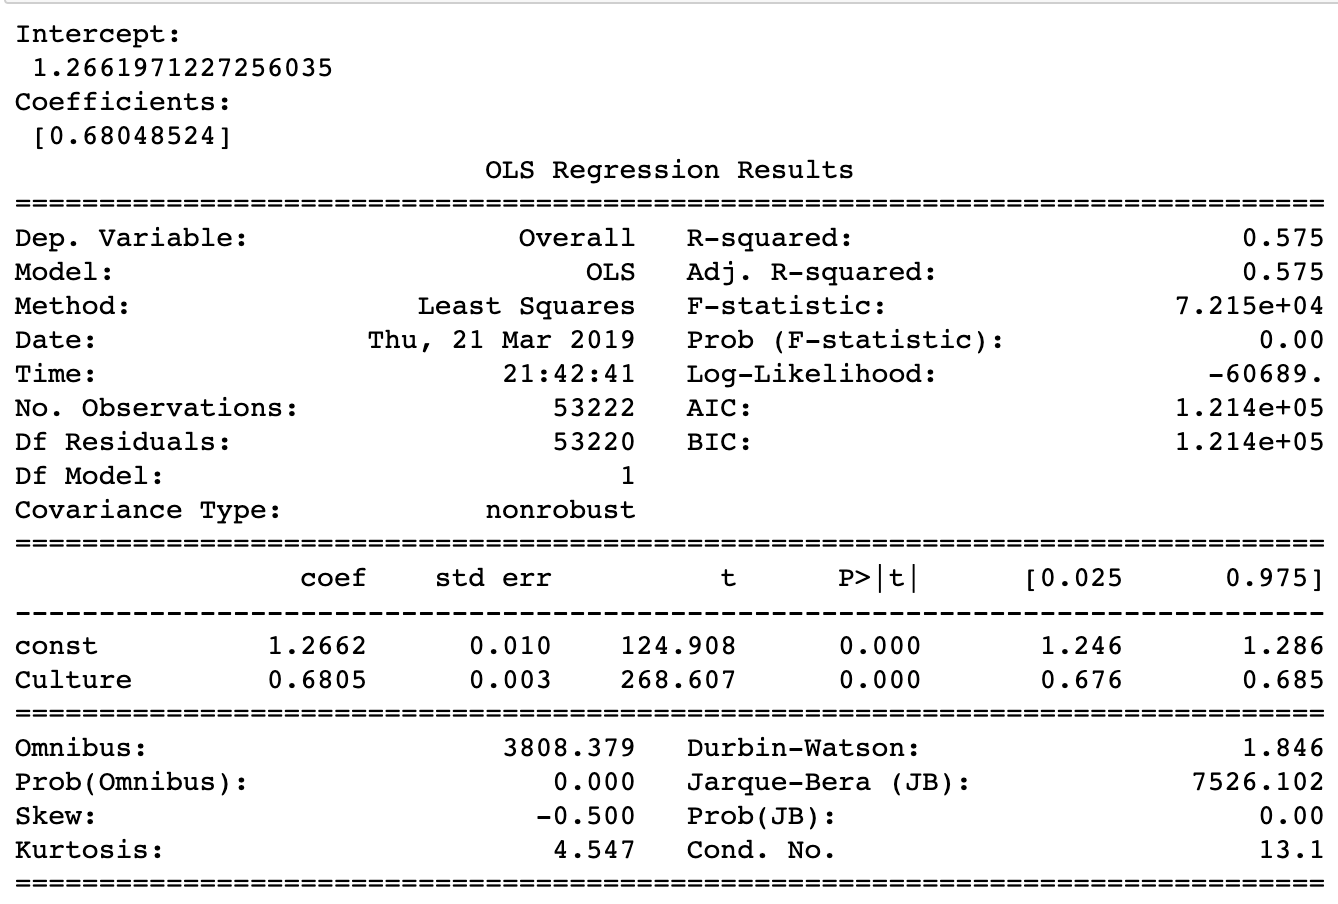 Intercept:
 1.2661971227256035
Coefficients:
 [0.68048524]
                            OLS Regression Results
==============================================================================
Dep. Variable:                Overall   R-squared:                       0.575
Model:                            OLS   Adj. R-squared:                  0.575
Method:                 Least Squares   F-statistic:                 7.215e+04
Date:                Thu, 21 Mar 2019   Prob (F-statistic):               0.00
Time:                        21:42:41   Log-Likelihood:                -60689.
No. Observations:               53222   AIC:                         1.214e+05
Df Residuals:                   53220   BIC:                         1.214e+05
Df Model:                           1
Covariance Type:            nonrobust
==============================================================================
                 coef    std err          t      P>|t|      [0.025      0.975]
------------------------------------------------------------------------------
const          1.2662      0.010    124.908      0.000       1.246       1.286
Culture        0.6805      0.003    268.607      0.000       0.676       0.685
==============================================================================
Omnibus:                     3808.379   Durbin-Watson:                   1.846
Prob(Omnibus):                  0.000   Jarque-Bera (JB):             7526.102
Skew:                          -0.500   Prob(JB):                         0.00
Kurtosis:                       4.547   Cond. No.                         13.1
==============================================================================